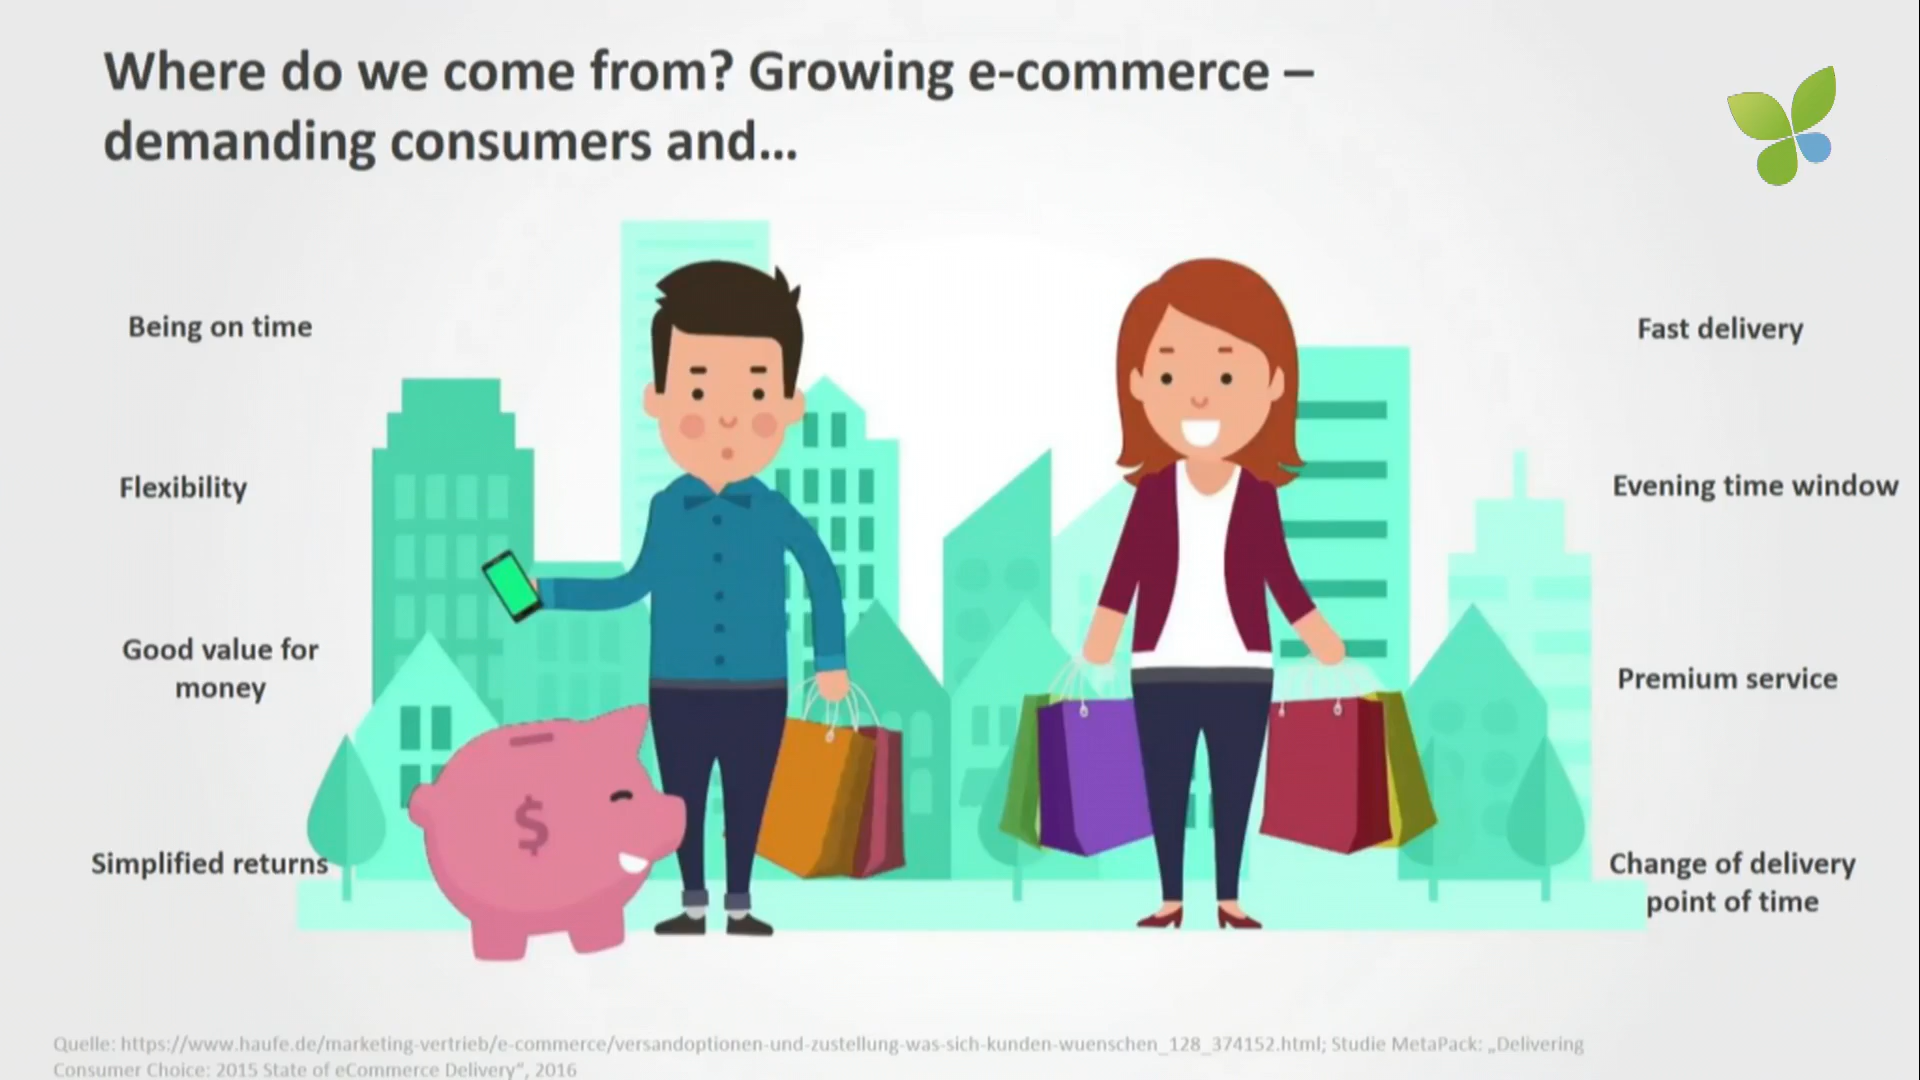 Where do we come from? Growing e-commerce –
demanding consumers and...
Being on time
Fast delivery
Flexibility
Evening time window
Good value for
money
Premium service
$
Simplified returns
Change of delivery
point of time
Quelle: https://www.haufe.de/marketing-vertrieb/e-commerce/versandoptionen-und-zustellung-was-sich-kunden-wuenschen_128_374152.html; Studie MetaPack: „Delivering
Consumer Choice: 2015 State of eCommerce Delivery“, 2016